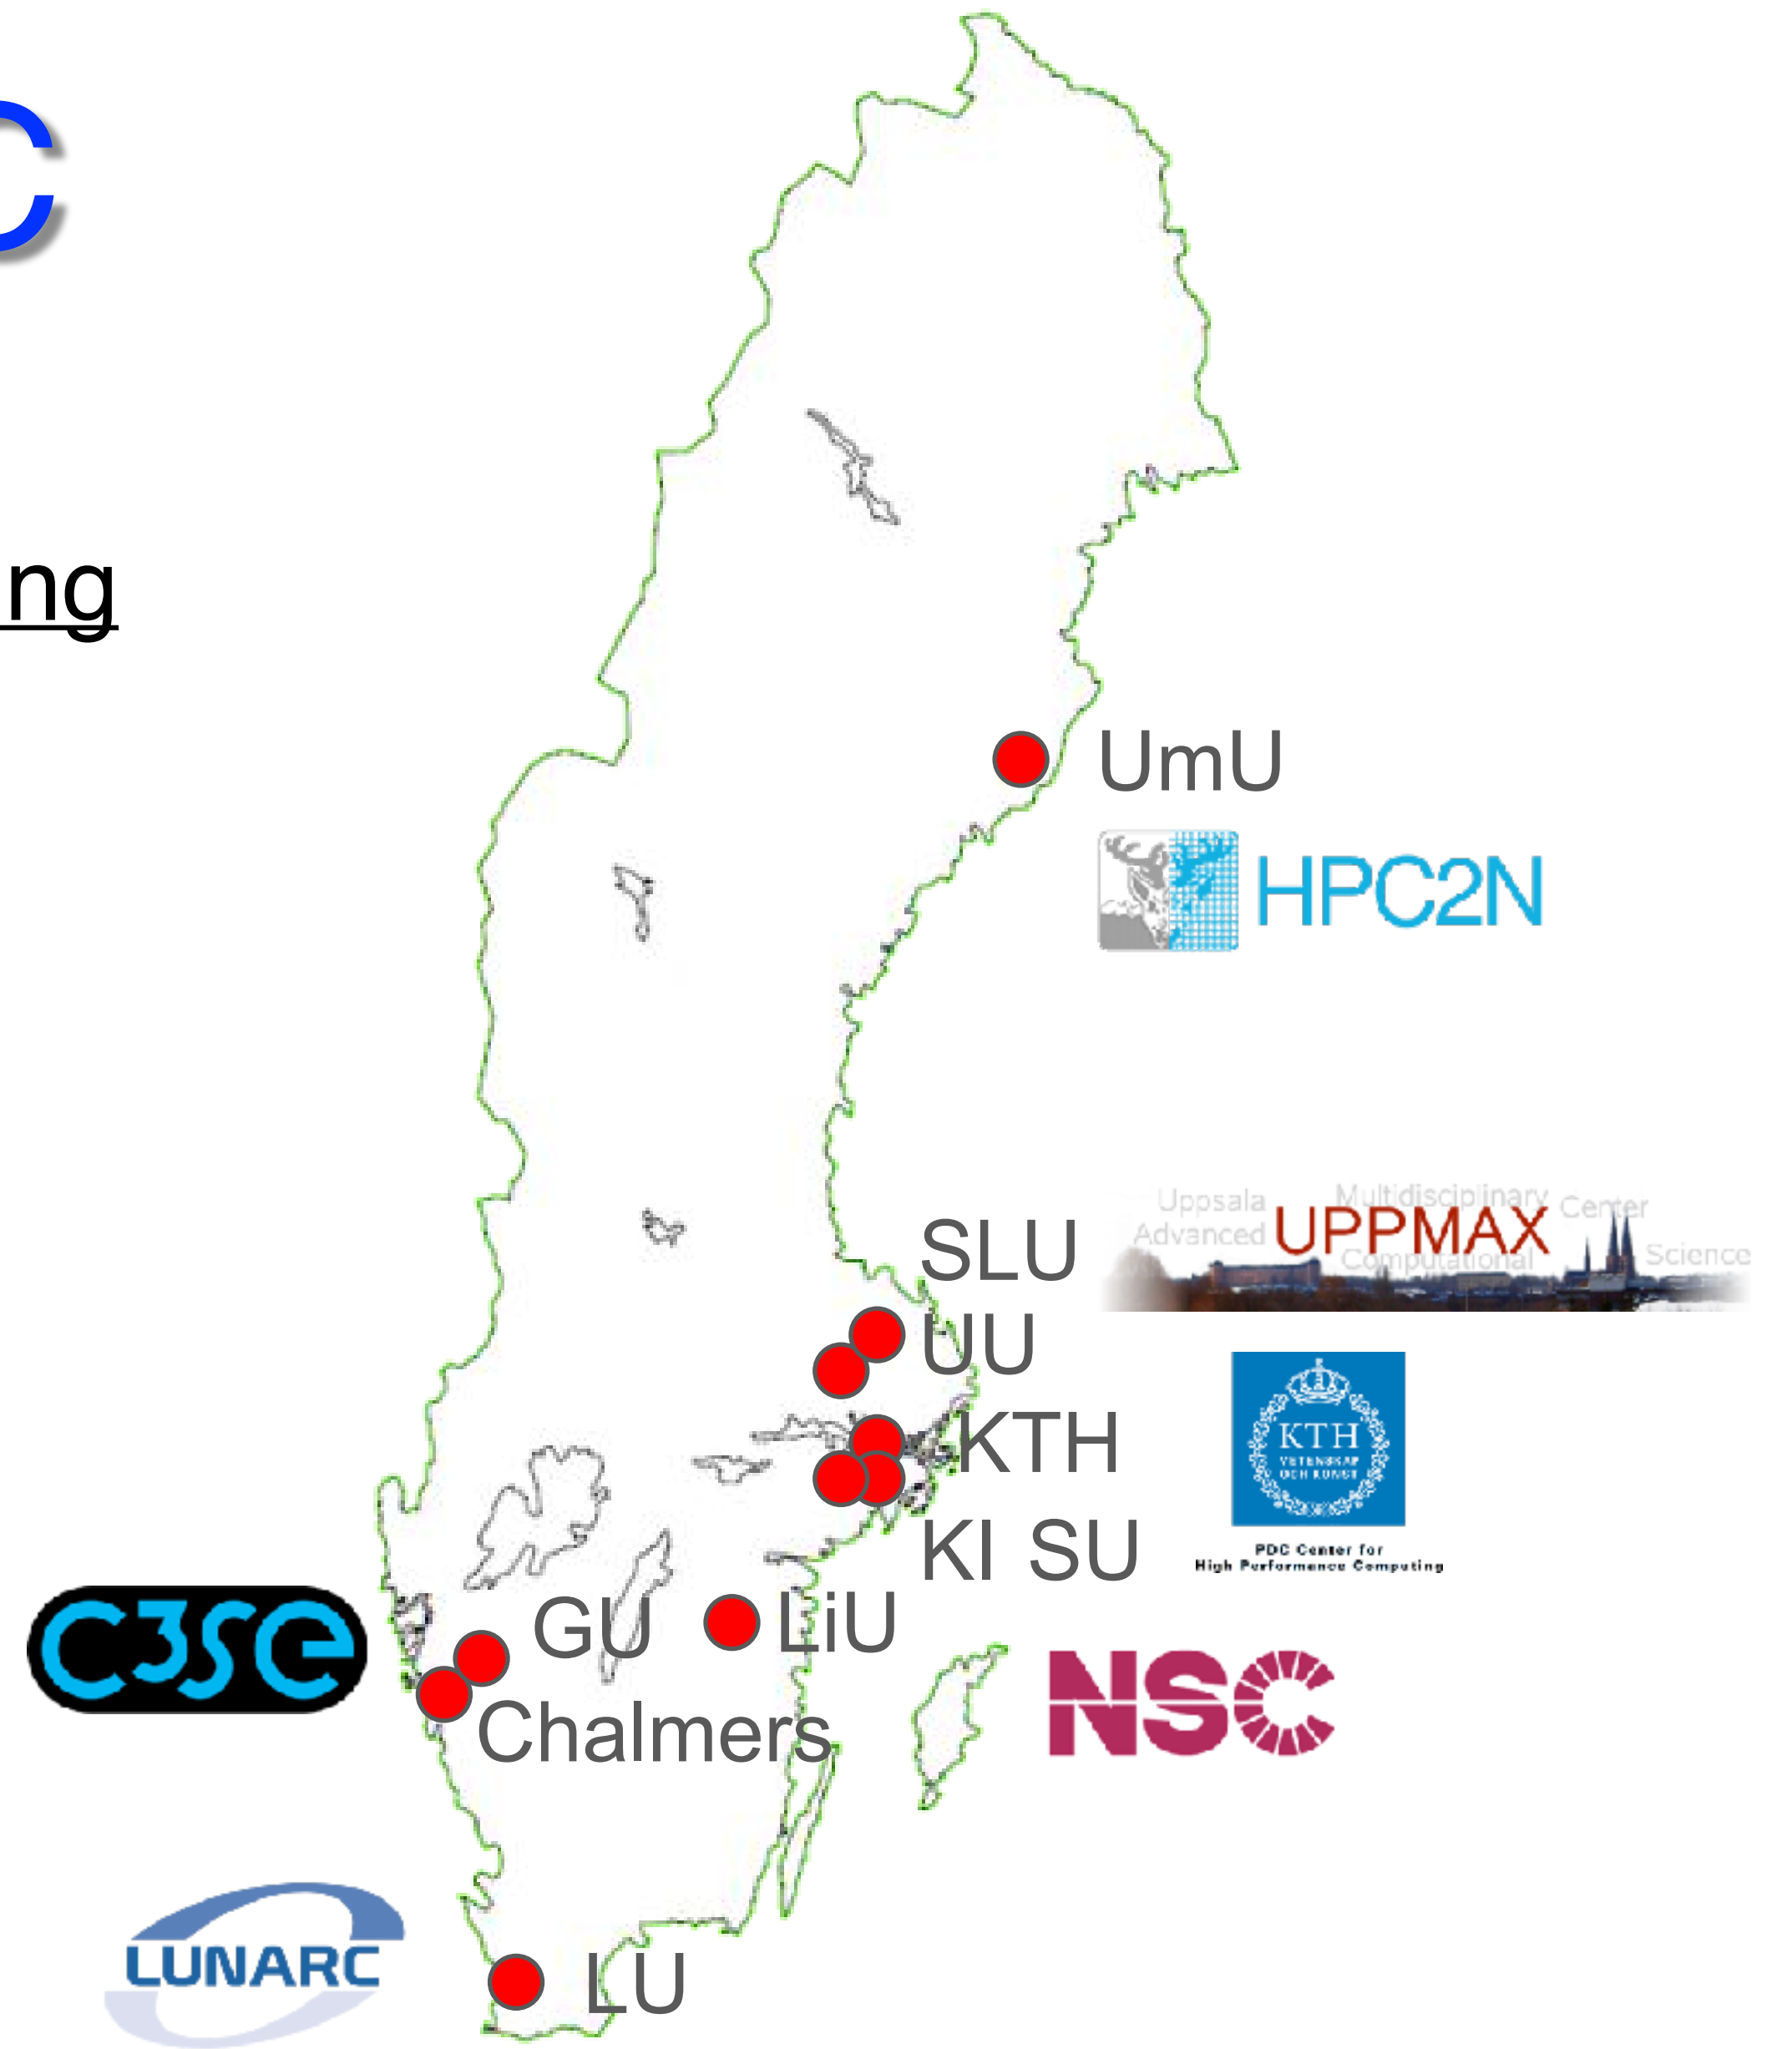 C
ng
UmU
HPC2N
Uppsala Multidisciplinary Center
Advanced UPPMAX
Computational Science
SLU
UU
KTH
KTH
VETENSKAP
OCH KONST
PDC Center for
High Performance Computing
KI SU
C3Se
GU
LiU
NSC
Chalmers
LUNARC
LU